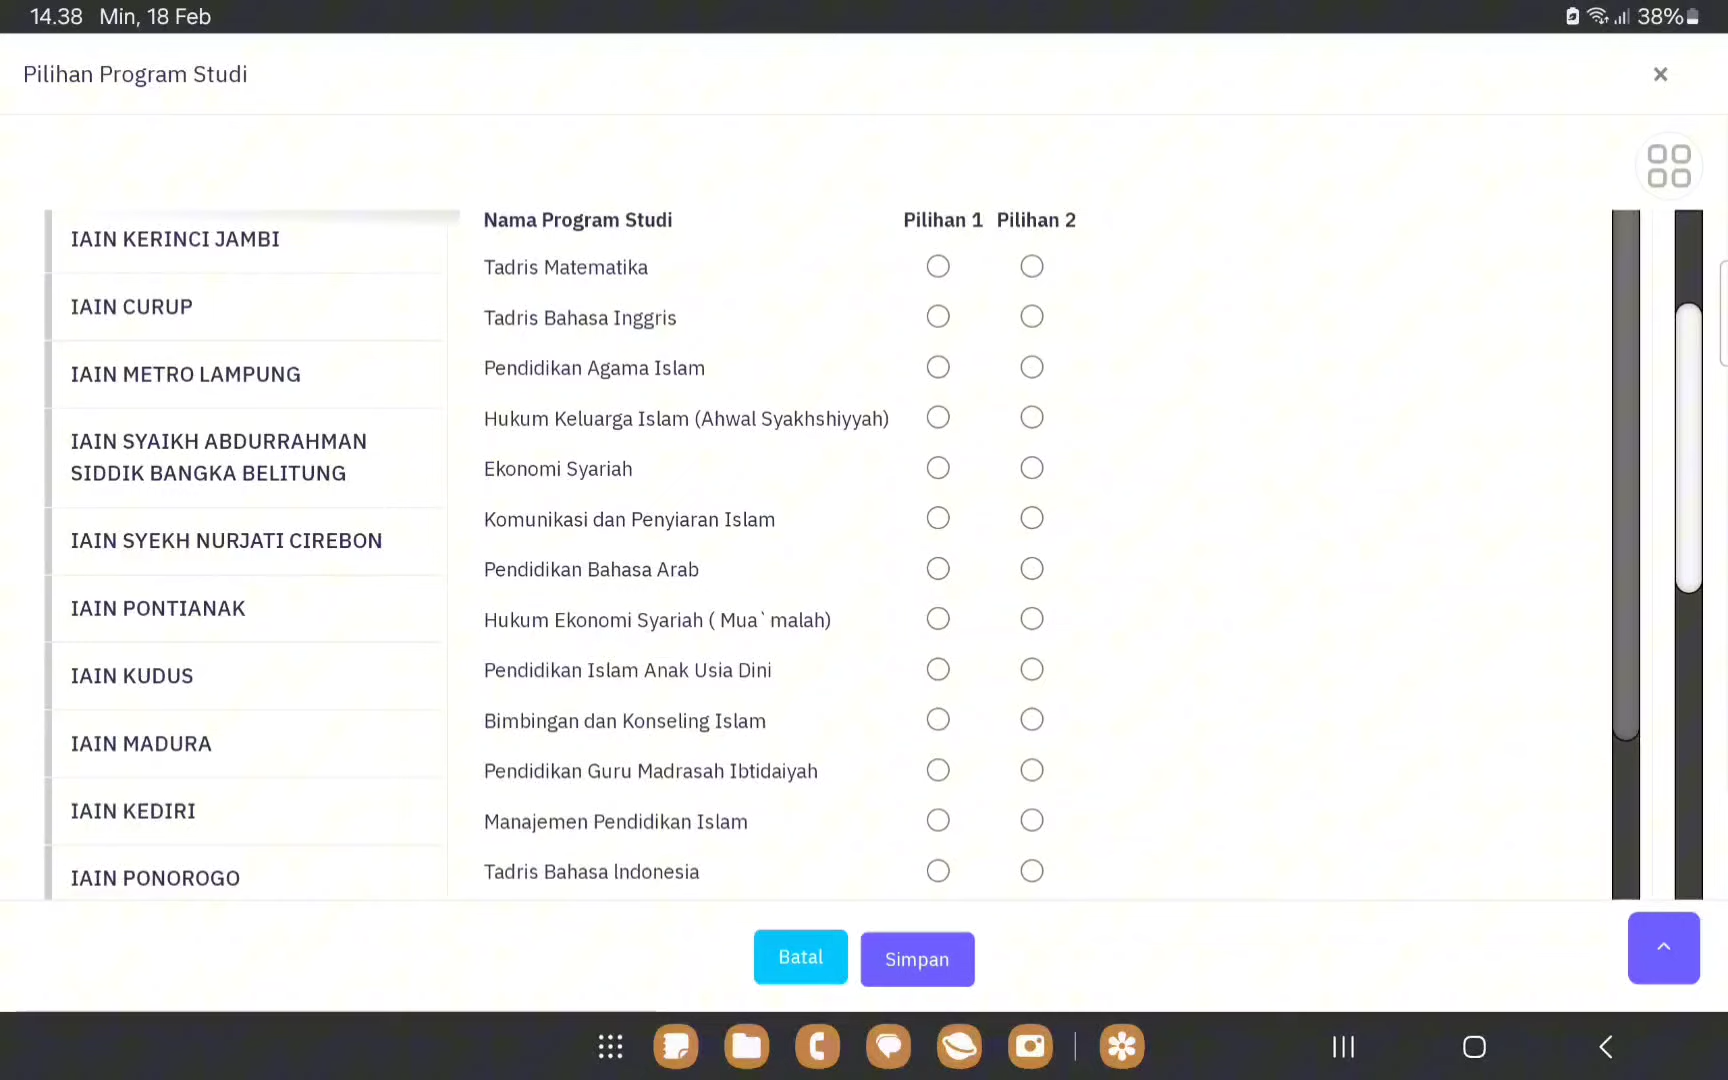 14.38 Min, 18 Feb
38%
Pilihan Program Studi
IAIN KERINCI JAMBI
IAIN CURUP
IAIN METRO LAMPUNG
IAIN SYAIKH ABDURRAHMAN
SIDDIK BANGKA BELITUNG
IAIN SYEKH NURJATI CIREBON
IAIN PONTIANAK
IAIN KUDUS
IAIN MADURA
IAIN KEDIRI
IAIN PONOROGO
Nama Program Studi Pilihan 1 Pilihan 2
Tadris Matematika
Tadris Bahasa Inggris
Pendidikan Agama Islam
Hukum Keluarga Islam (Ahwal Syakhshiyyah)
Ekonomi Syariah
Komunikasi dan Penyiaran Islam
Pendidikan Bahasa Arab
Hukum Ekonomi Syariah ( Mua`malah)
Pendidikan Islam Anak Usia Dini
Bimbingan dan Konseling Islam
Pendidikan Guru Madrasah Ibtidaiyah
Manajemen Pendidikan Islam
Tadris Bahasa Indonesia
Batal Simpan